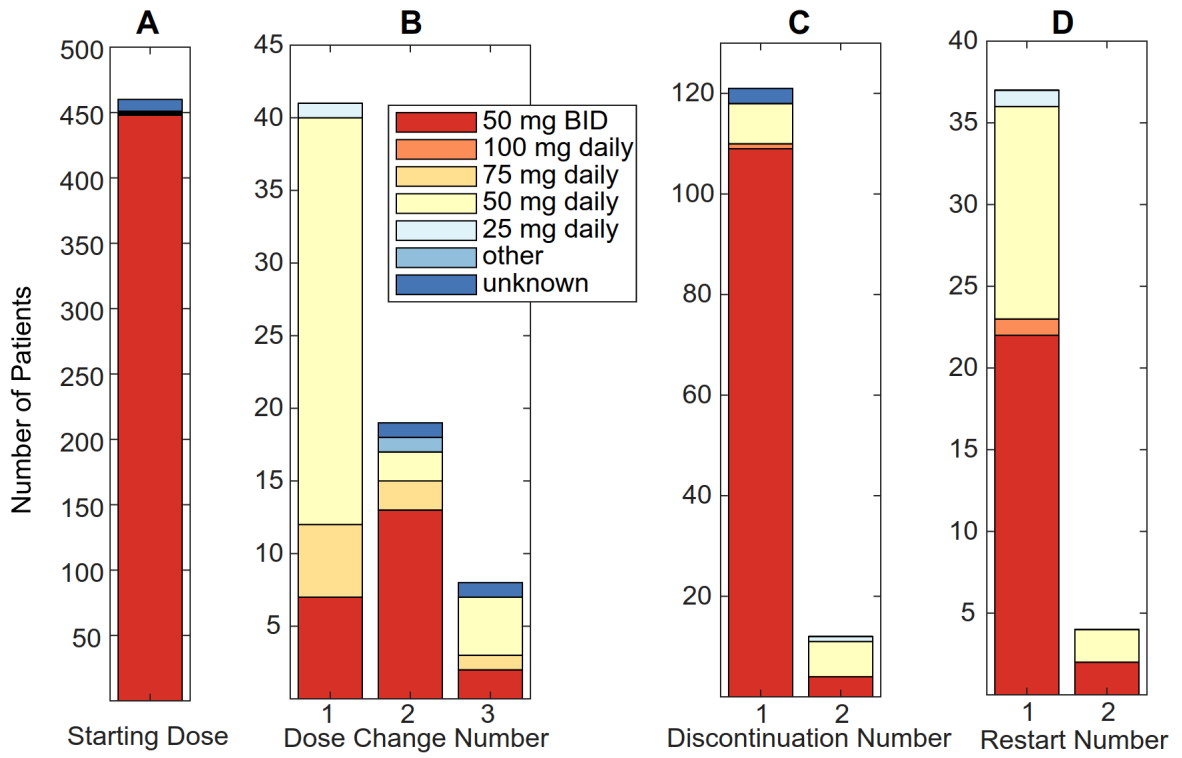 A
B
C
D
Number of Patients
500
450
400
350
300
250
200
150
100
50
Starting Dose
45
40
35
30
25
20
15
10
5
1 2 3
Dose Change Number
50 mg BID
100 mg daily
75 mg daily
50 mg daily
25 mg daily
other
unknown
120
100
80
60
40
20
1 2
Discontinuation Number
40
35
30
25
20
15
10
5
1 2
Restart Number